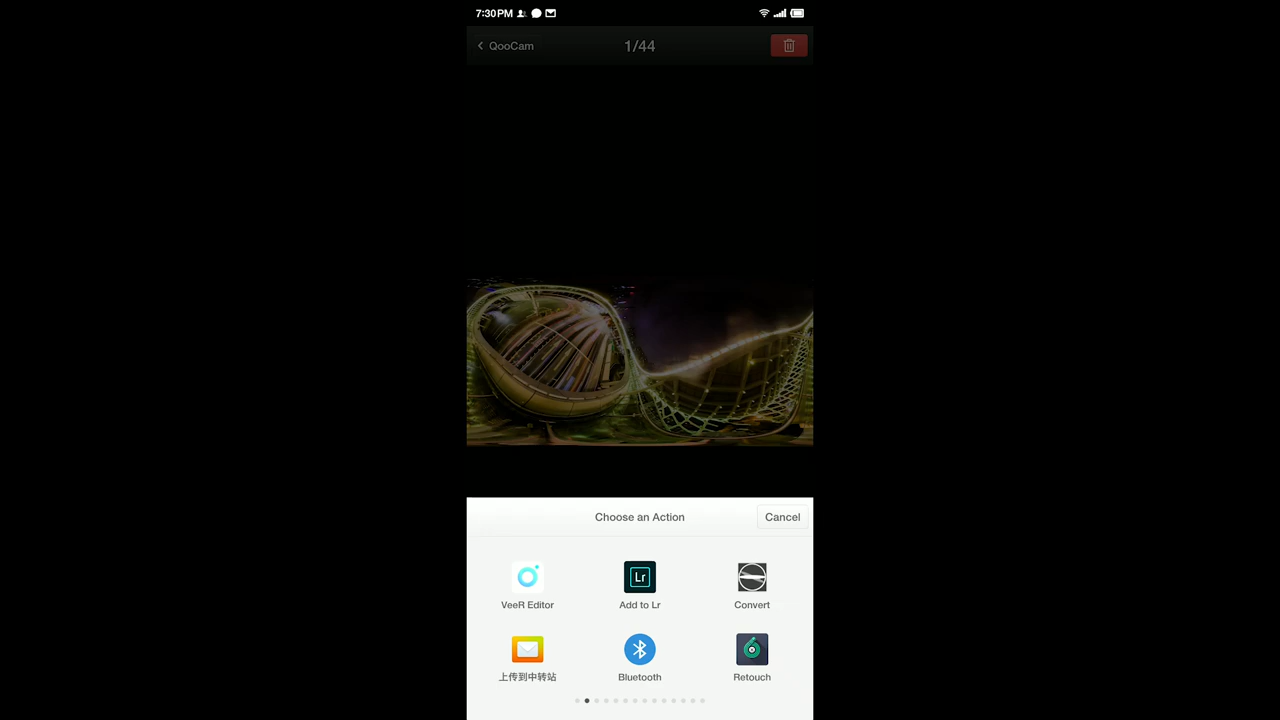 7:30PM
QooCam
1/44
Choose an Action
Cancel
VeeR Editor
Lr
Add to Lr
Convert
上传到中转站
Bluetooth
Retouch